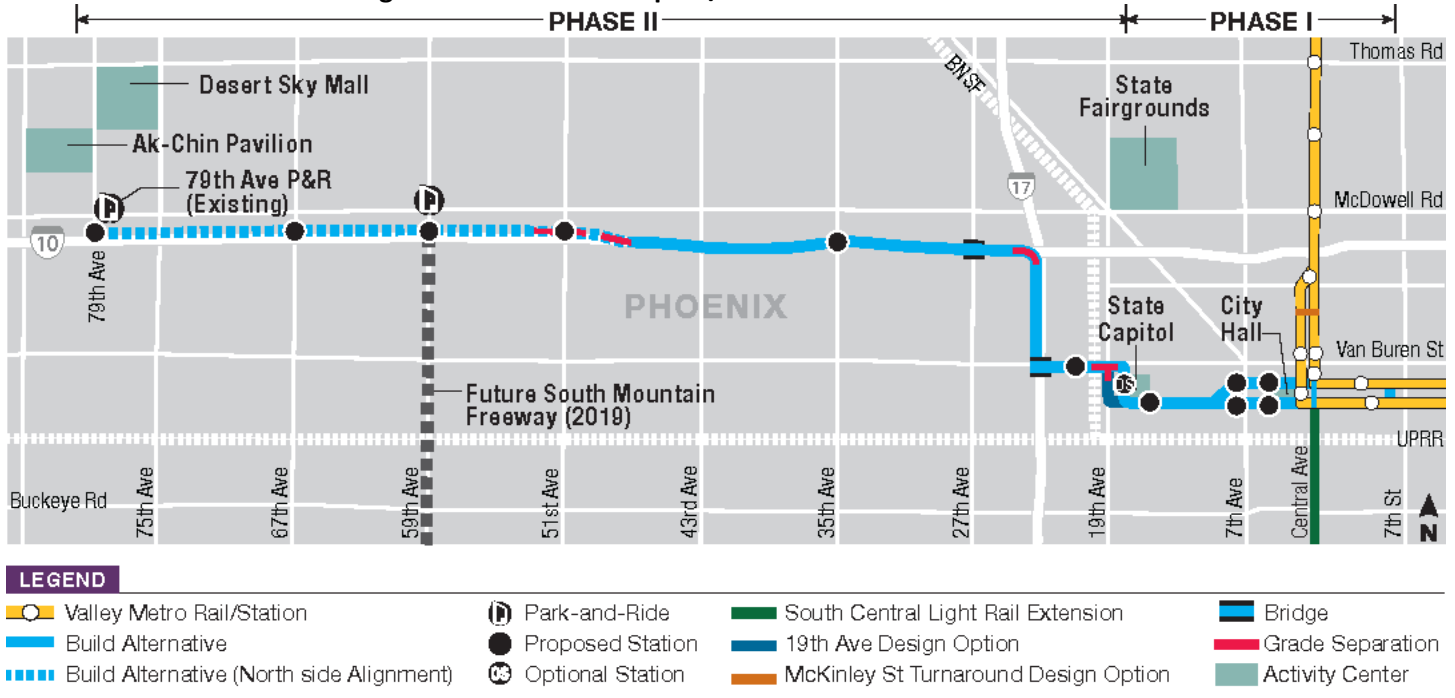 PHASE II
PHASE I
Thomas Rd
BNSF
Desert Sky Mall
State
Fairgrounds
Ak-Chin Pavilion
79th Ave P&R
(Existing)
17
McDowell Rd
10
79th Ave
PHOENIX
State
Capitol
City
Hall
Van Buren St
OS
Future South Mountain
Freeway (2019)
UPRR
Buckeye Rd
75th Ave
67th Ave
59th Ave
51st Ave
43rd Ave
35th Ave
27th Ave
19th Ave
7th Ave
Central Ave
7th St
N
LEGEND
Valley Metro Rail/Station
Park-and-Ride
South Central Light Rail Extension
Bridge
Build Alternative
Proposed Station
19th Ave Design Option
Grade Separation
Build Alternative (North side Alignment)
OS
Optional Station
McKinley St Turnaround Design Option
Activity Center